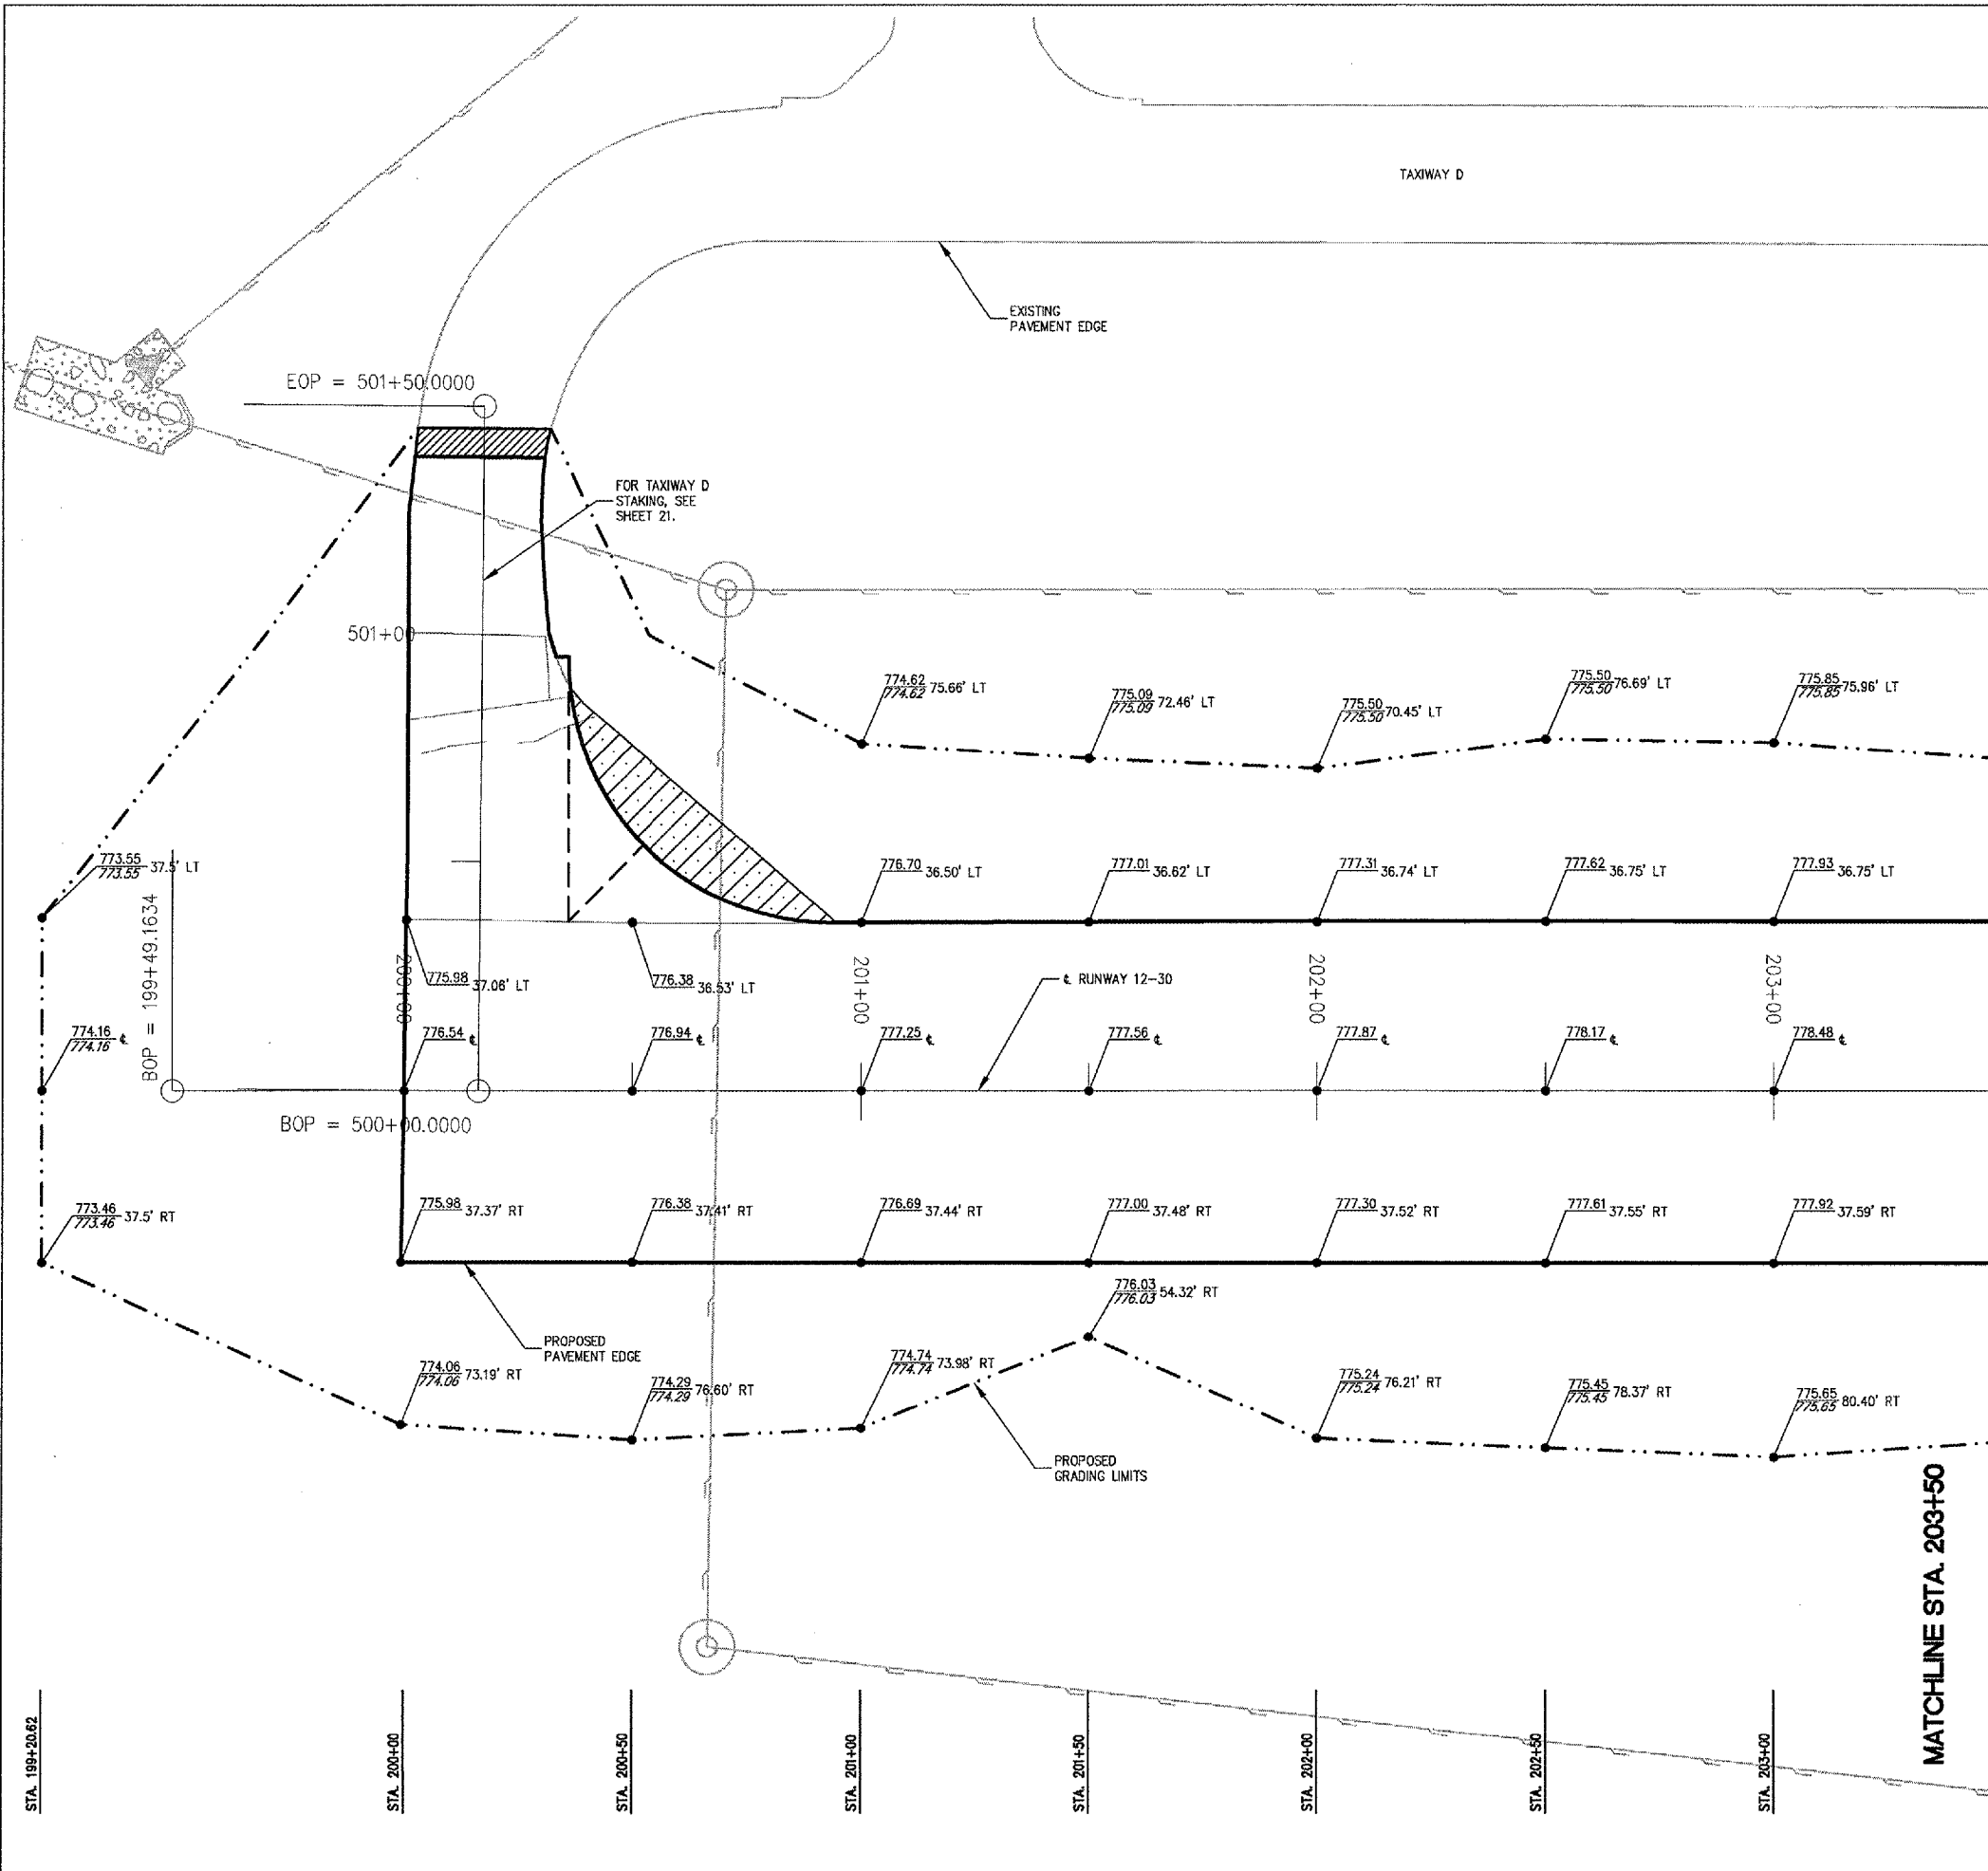 TAXIWAY D
EXISTING
PAVEMENT EDGE
EOP = 501+50.0000
FOR TAXIWAY D
STAKING, SEE
SHEET 21.
501+00
774.62
774.62 75.66' LT
775.09
775.09 72.46' LT
775.50
775.50 70.45' LT
775.50
775.50 76.69' LT
775.85
775.85 75.96' LT
773.55
773.55 37.5' LT
776.70 36.50' LT
777.01 36.62' LT
777.31 36.74' LT
777.62 36.75' LT
777.93 36.75' LT
BOP = 199+49.1634
200+00
775.98 37.06' LT
776.38 36.53' LT
201+00
℄ RUNWAY 12-30
202+00
203+00
774.16
774.16 ℄
776.54 ℄
776.94 ℄
777.25 ℄
777.56 ℄
777.87 ℄
778.17 ℄
778.48 ℄
BOP = 500+00.0000
773.46
773.46 37.5' RT
775.98 37.37' RT
776.38 37.41' RT
776.69 37.44' RT
777.00 37.48' RT
777.30 37.52' RT
777.61 37.55' RT
777.92 37.59' RT
776.03
776.03 54.32' RT
PROPOSED
PAVEMENT EDGE
774.06
774.06 73.19' RT
774.29
774.29 76.60' RT
774.74
774.74 73.98' RT
775.24
775.24 76.21' RT
775.45
775.45 78.37' RT
775.65
775.65 80.40' RT
PROPOSED
GRADING LIMITS
MATCHLINE STA. 203+50
STA. 199+20.62
STA. 200+00
STA. 200+50
STA. 201+00
STA. 201+50
STA. 202+00
STA. 202+50
STA. 203+00